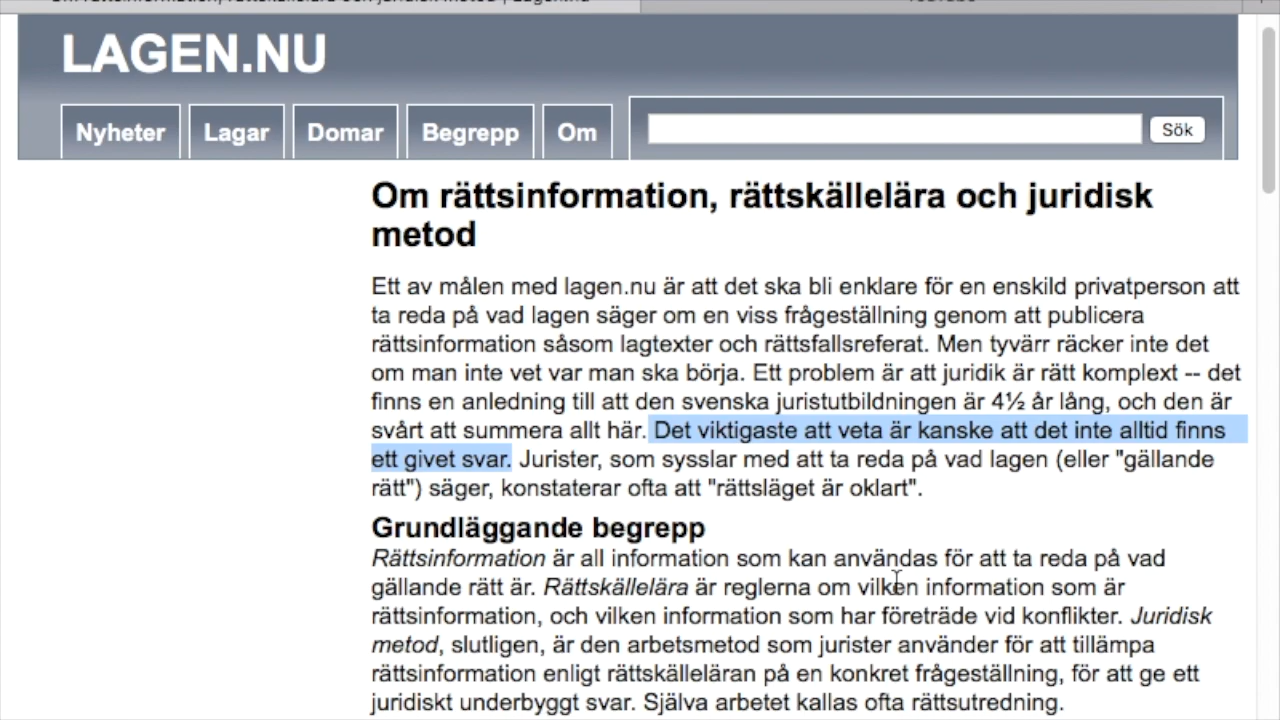 LAGEN.NU
Nyheter Lagar Domar Begrepp Om Sök
Om rättsinformation, rättskällelära och juridisk
metod
Ett av målen med lagen.nu är att det ska bli enklare för en enskild privatperson att
ta reda på vad lagen säger om en viss frågeställning genom att publicera
rättsinformation såsom lagtexter och rättsfallsreferat. Men tyvärr räcker inte det
om man inte vet var man ska börja. Ett problem är att juridik är rätt komplext -- det
finns en anledning till att den svenska juristutbildningen är 4½ år lång, och den är
svårt att summera allt här. Det viktigaste att veta är kanske att det inte alltid finns
ett givet svar. Jurister, som sysslar med att ta reda på vad lagen (eller "gällande
rätt") säger, konstaterar ofta att "rättsläget är oklart".
Grundläggande begrepp
Rättsinformation är all information som kan användas för att ta reda på vad
gällande rätt är. Rättskällelära är reglerna om vilken information som är
rättsinformation, och vilken information som har företräde vid konflikter. Juridisk
metod, slutligen, är den arbetsmetod som jurister använder för att tillämpa
rättsinformation enligt rättskälleläran på en konkret frågeställning, för att ge ett
juridiskt underbyggt svar. Själva arbetet kallas ofta rättsutredning.